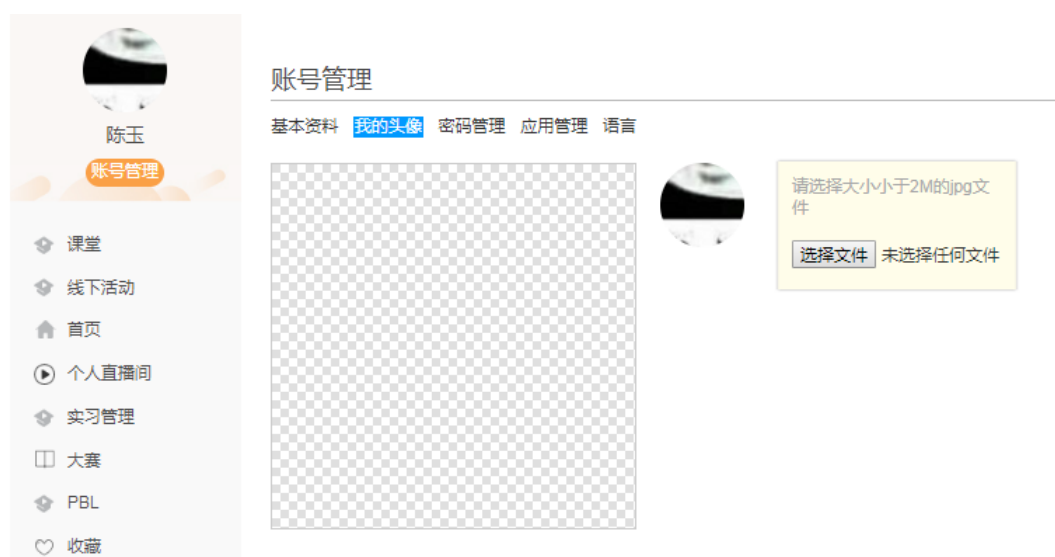 陈玉
账号管理
课堂
线下活动
首页
个人直播间
实习管理
大赛
PBL
收藏
账号管理
基本资料 我的头像 密码管理 应用管理 语言
请选择大小小于2M的jpg文
件
选择文件 未选择任何文件